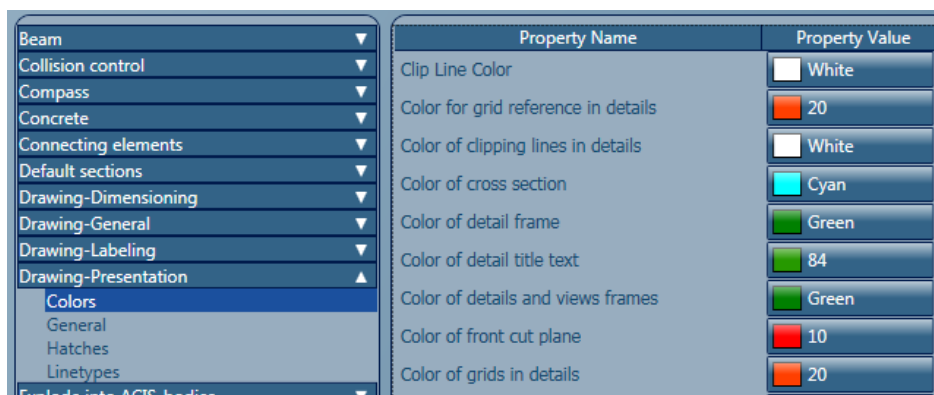 Beam
Collision control
Compass
Concrete
Connecting elements
Default sections
Drawing-Dimensioning
Drawing-General
Drawing-Labeling
Drawing-Presentation
Colors
General
Hatches
Linetypes
Explode into ACIS-bodies
Property Name Property Value
Clip Line Color White
Color for grid reference in details 20
Color of clipping lines in details White
Color of cross section Cyan
Color of detail frame Green
Color of detail title text 84
Color of details and views frames Green
Color of front cut plane 10
Color of grids in details 20